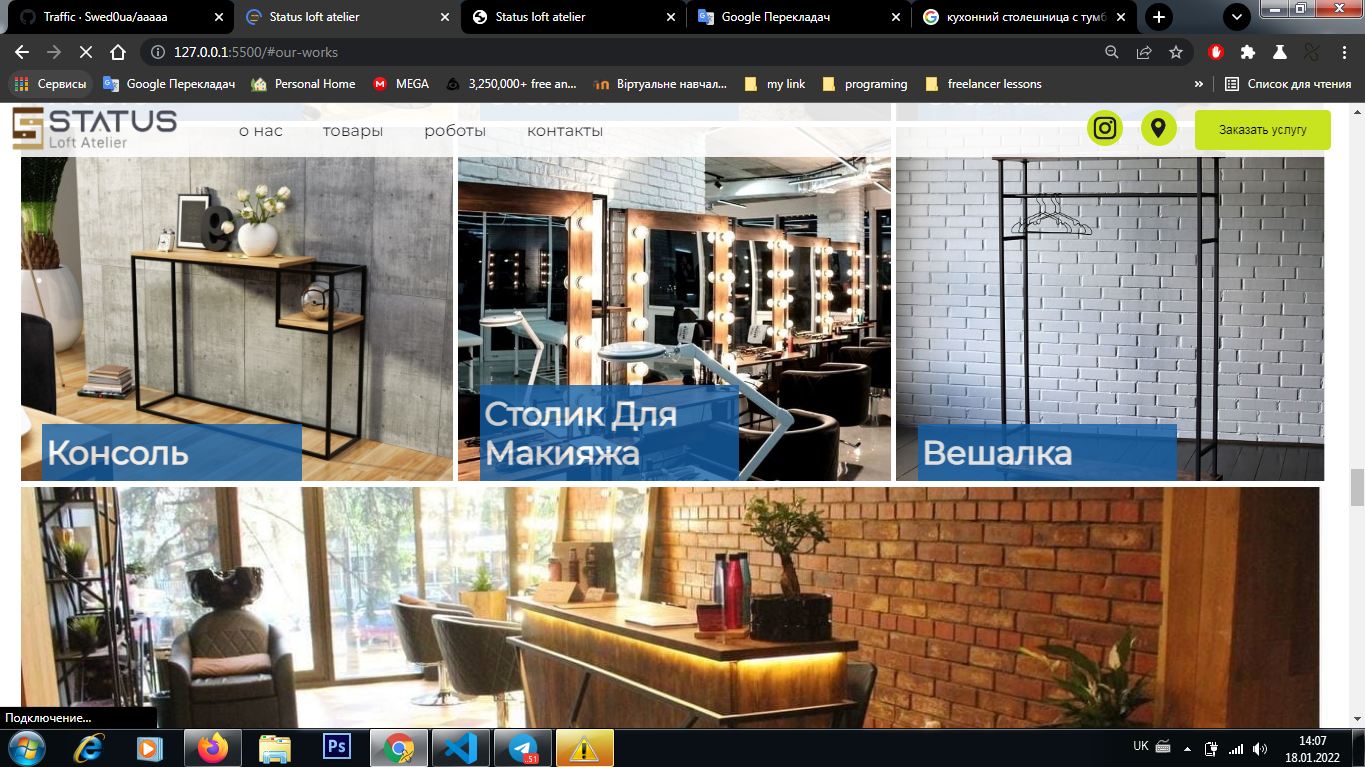 Traffic · Swed0ua/aaaaa
Status loft atelier
Status loft atelier
Google Перекладач
кухонний столешница с тумб
127.0.0.1:5500/#our-works
Сервисы
Google Перекладач
Personal Home
MEGA
3,250,000+ free an...
Віртуальне навчал...
my link
programing
freelancer lessons
»
Список для чтения
STATUS
Loft Atelier
о нас
товары
роботы
контакты
Заказать услугу
Консоль
Столик Для
Макияжа
Вешалка
Подключение...
Ps
51
UK
14:07
18.01.2022